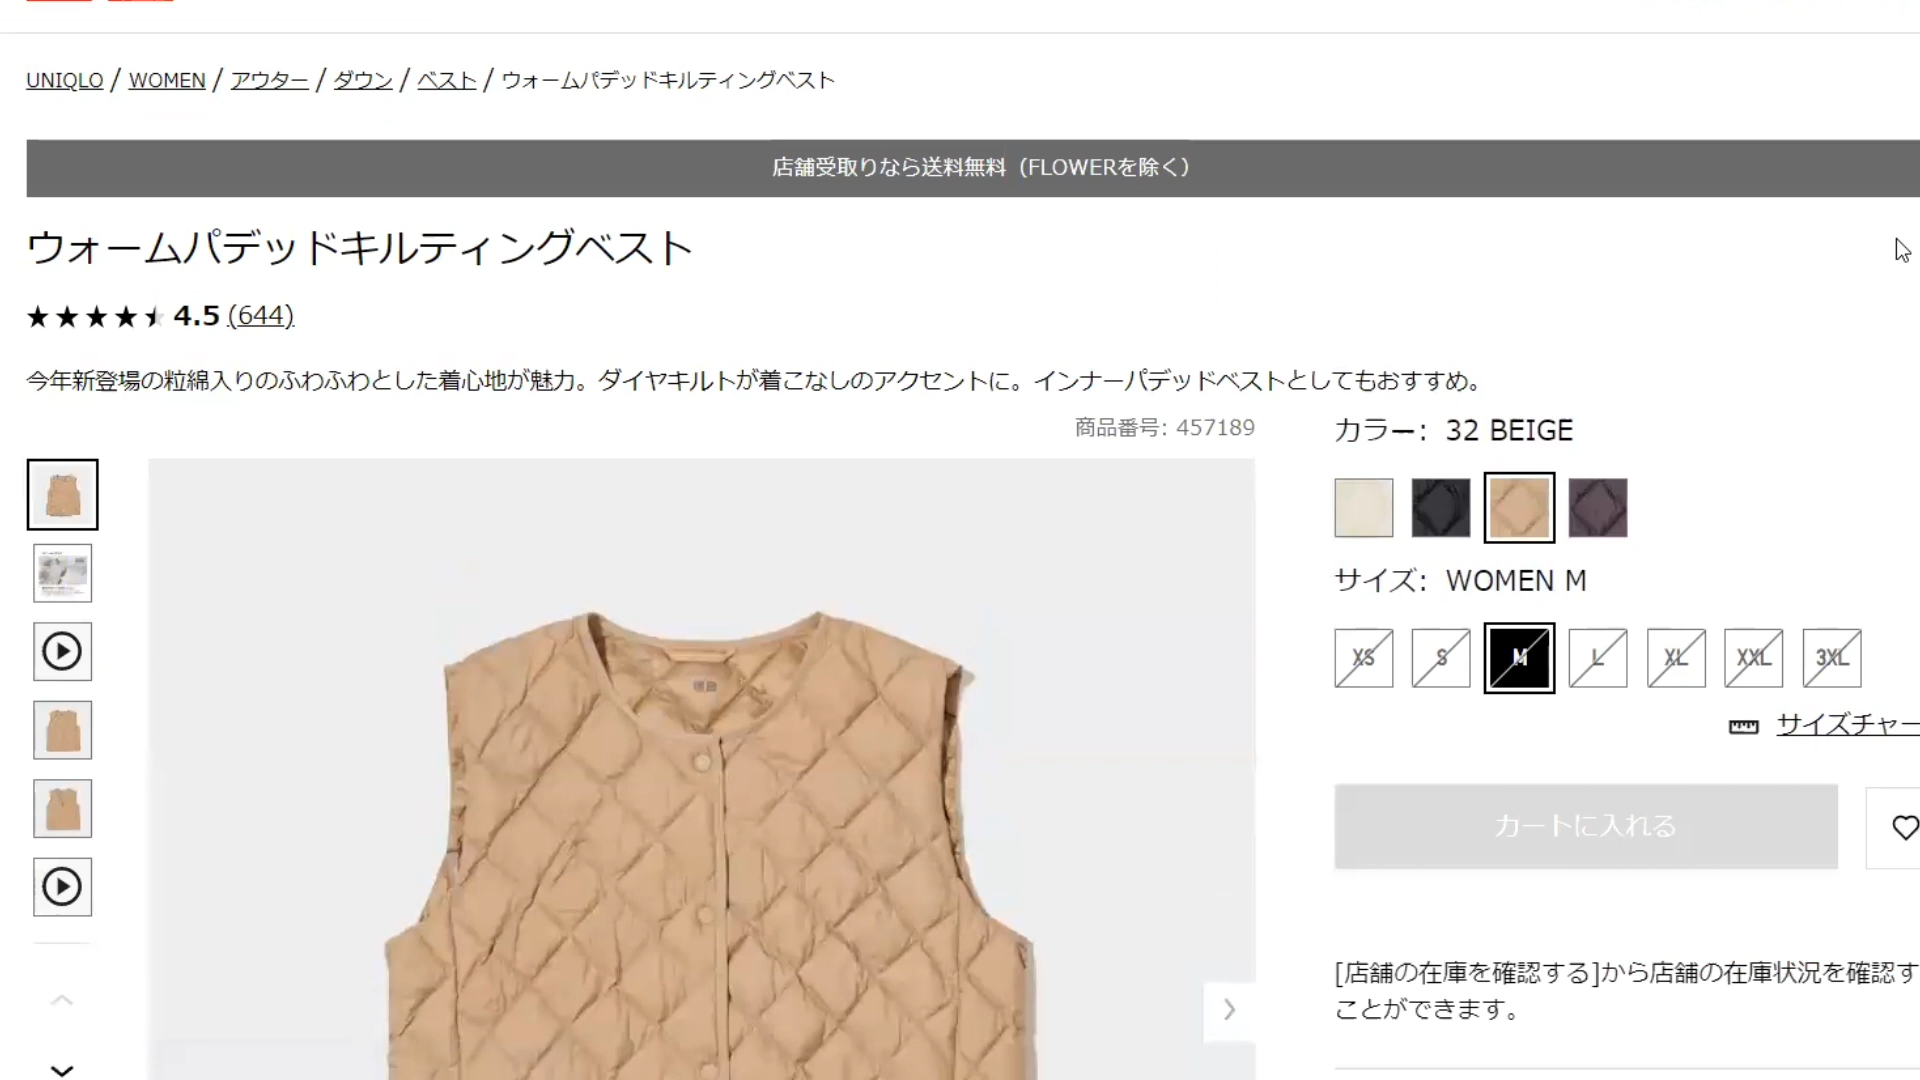 UNIQLO / WOMEN / アウター / ダウン / ベスト / ウォームパデッドキルティングベスト
店舗受取りなら送料無料（FLOWERを除く）
ウォームパデッドキルティングベスト
4.5 (644)
今年新登場の粒綿入りのふわふわとした着心地が魅力。ダイヤキルトが着こなしのアクセントに。インナーパデッドベストとしてもおすすめ。
商品番号: 457189
カラー: 32 BEIGE
サイズ: WOMEN M
XS S M L XL XXL 3XL
サイズチャー
カートに入れる
[店舗の在庫を確認する]から店舗の在庫状況を確認す
ことができます。